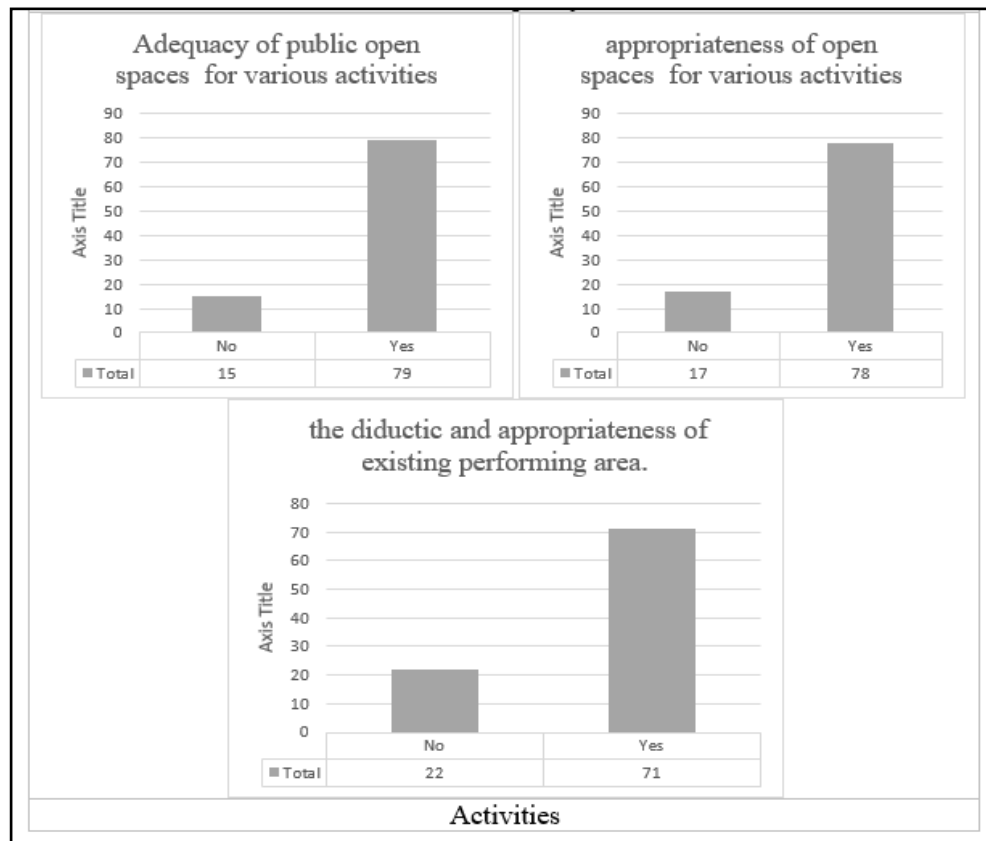 Adequacy of public open
spaces for various activities
90
80
70
60
50
40
30
20
10
0
Axis Title
No Yes
Total 15 79
appropriateness of open
spaces for various activities
90
80
70
60
50
40
30
20
10
0
Axis Title
No Yes
Total 17 78
the diductic and appropriateness of
existing performing area.
80
70
60
50
40
30
20
10
0
Axis Title
No Yes
Total 22 71
Activities